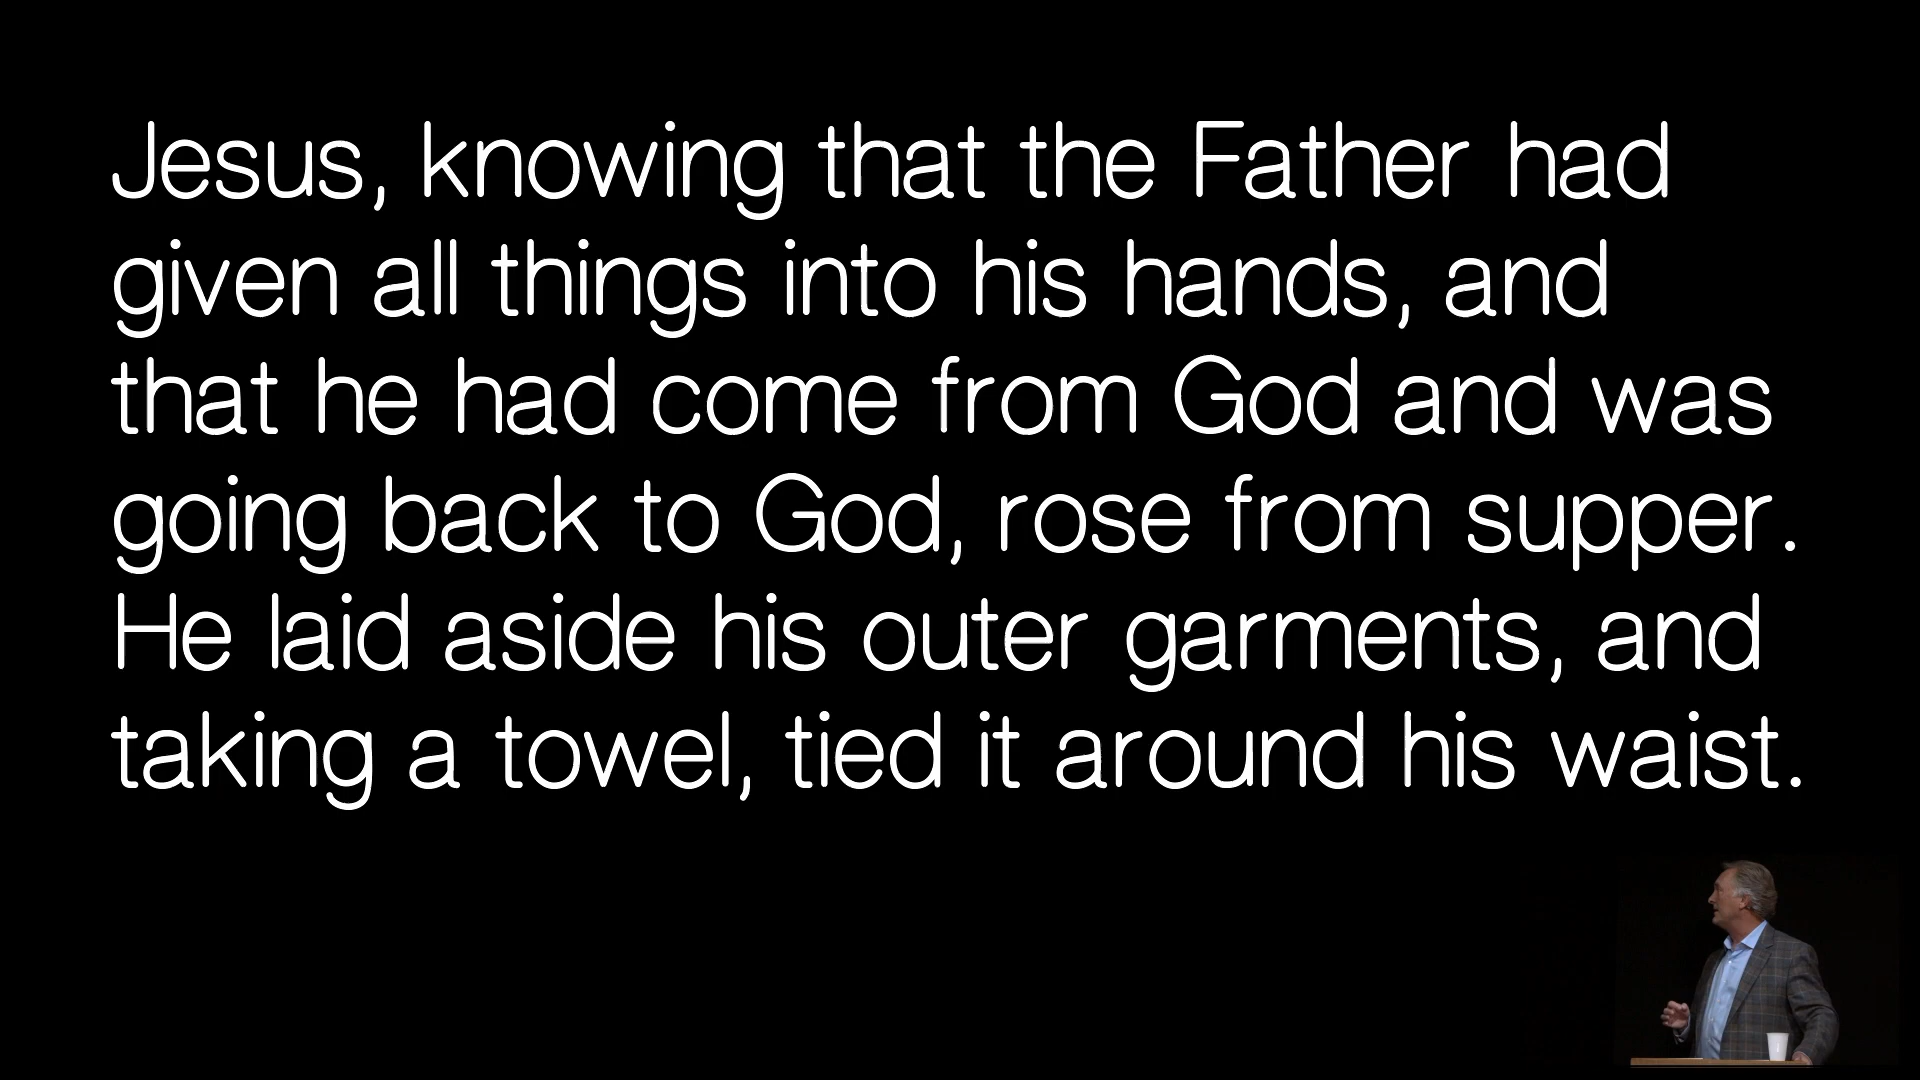 Jesus, knowing that the Father had
given all things into his hands, and
that he had come from God and was
going back to God, rose from supper.
He laid aside his outer garments, and
taking a towel, tied it around his waist.